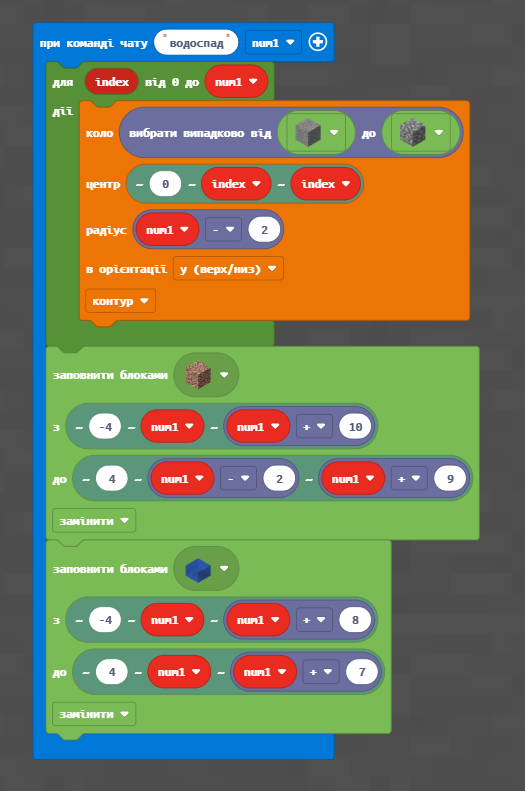 при команді чату "водоспад" num1
для index від 0 до num1
дії
коло вибрати випадково від до
центр ~ 0 ~ index ~ index
радіус num1 - 2
в орієнтації y (верх/низ)
контур
заповнити блоками
з ~ -4 ~ num1 ~ num1 + 10
до ~ 4 ~ num1 - 2 ~ num1 + 9
замінити
заповнити блоками
з ~ -4 ~ num1 ~ num1 + 8
до ~ 4 ~ num1 ~ num1 + 7
замінити